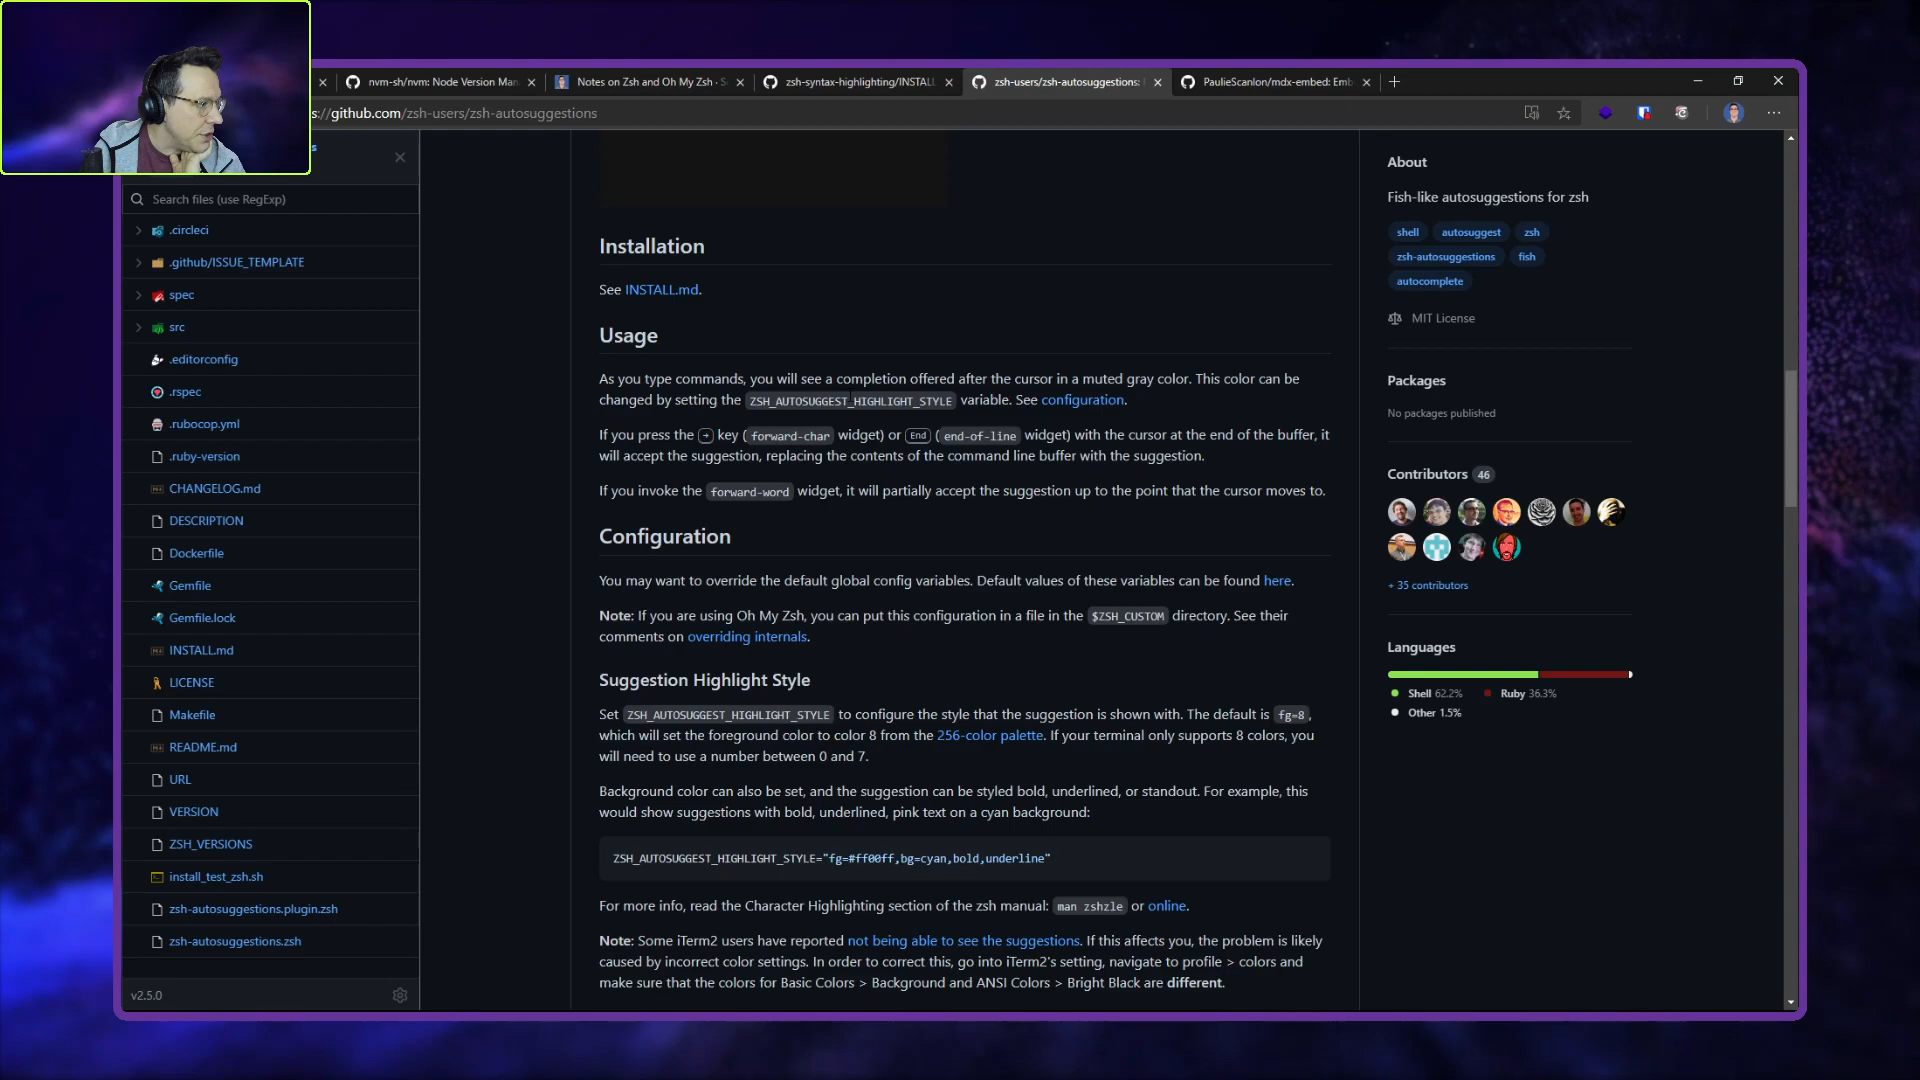 nvm-sh/nvm: Node Version Man
Notes on Zsh and Oh My Zsh · S
zsh-syntax-highlighting/INSTALL
zsh-users/zsh-autosuggestions:
PaulieScanlon/mdx-embed: Emb
s://github.com/zsh-users/zsh-autosuggestions
Search files (use RegExp)
.circleci
.github/ISSUE_TEMPLATE
spec
src
.editorconfig
.rspec
.rubocop.yml
.ruby-version
CHANGELOG.md
DESCRIPTION
Dockerfile
Gemfile
Gemfile.lock
INSTALL.md
LICENSE
Makefile
README.md
URL
VERSION
ZSH_VERSIONS
install_test_zsh.sh
zsh-autosuggestions.plugin.zsh
zsh-autosuggestions.zsh
v2.5.0
Installation
See INSTALL.md.
Usage
As you type commands, you will see a completion offered after the cursor in a muted gray color. This color can be
changed by setting the ZSH_AUTOSUGGEST_HIGHLIGHT_STYLE variable. See configuration.
If you press the → key (forward-char widget) or End (end-of-line widget) with the cursor at the end of the buffer, it
will accept the suggestion, replacing the contents of the command line buffer with the suggestion.
If you invoke the forward-word widget, it will partially accept the suggestion up to the point that the cursor moves to.
Configuration
You may want to override the default global config variables. Default values of these variables can be found here.
Note: If you are using Oh My Zsh, you can put this configuration in a file in the $ZSH_CUSTOM directory. See their
comments on overriding internals.
Suggestion Highlight Style
Set ZSH_AUTOSUGGEST_HIGHLIGHT_STYLE to configure the style that the suggestion is shown with. The default is fg=8,
which will set the foreground color to color 8 from the 256-color palette. If your terminal only supports 8 colors, you
will need to use a number between 0 and 7.
Background color can also be set, and the suggestion can be styled bold, underlined, or standout. For example, this
would show suggestions with bold, underlined, pink text on a cyan background:
ZSH_AUTOSUGGEST_HIGHLIGHT_STYLE="fg=#ff00ff,bg=cyan,bold,underline"
For more info, read the Character Highlighting section of the zsh manual: man zshzle or online.
Note: Some iTerm2 users have reported not being able to see the suggestions. If this affects you, the problem is likely
caused by incorrect color settings. In order to correct this, go into iTerm2's setting, navigate to profile > colors and
make sure that the colors for Basic Colors > Background and ANSI Colors > Bright Black are different.
About
Fish-like autosuggestions for zsh
shell autosuggest zsh
zsh-autosuggestions fish
autocomplete
MIT License
Packages
No packages published
Contributors 46
+ 35 contributors
Languages
Shell 62.2% Ruby 36.3%
Other 1.5%